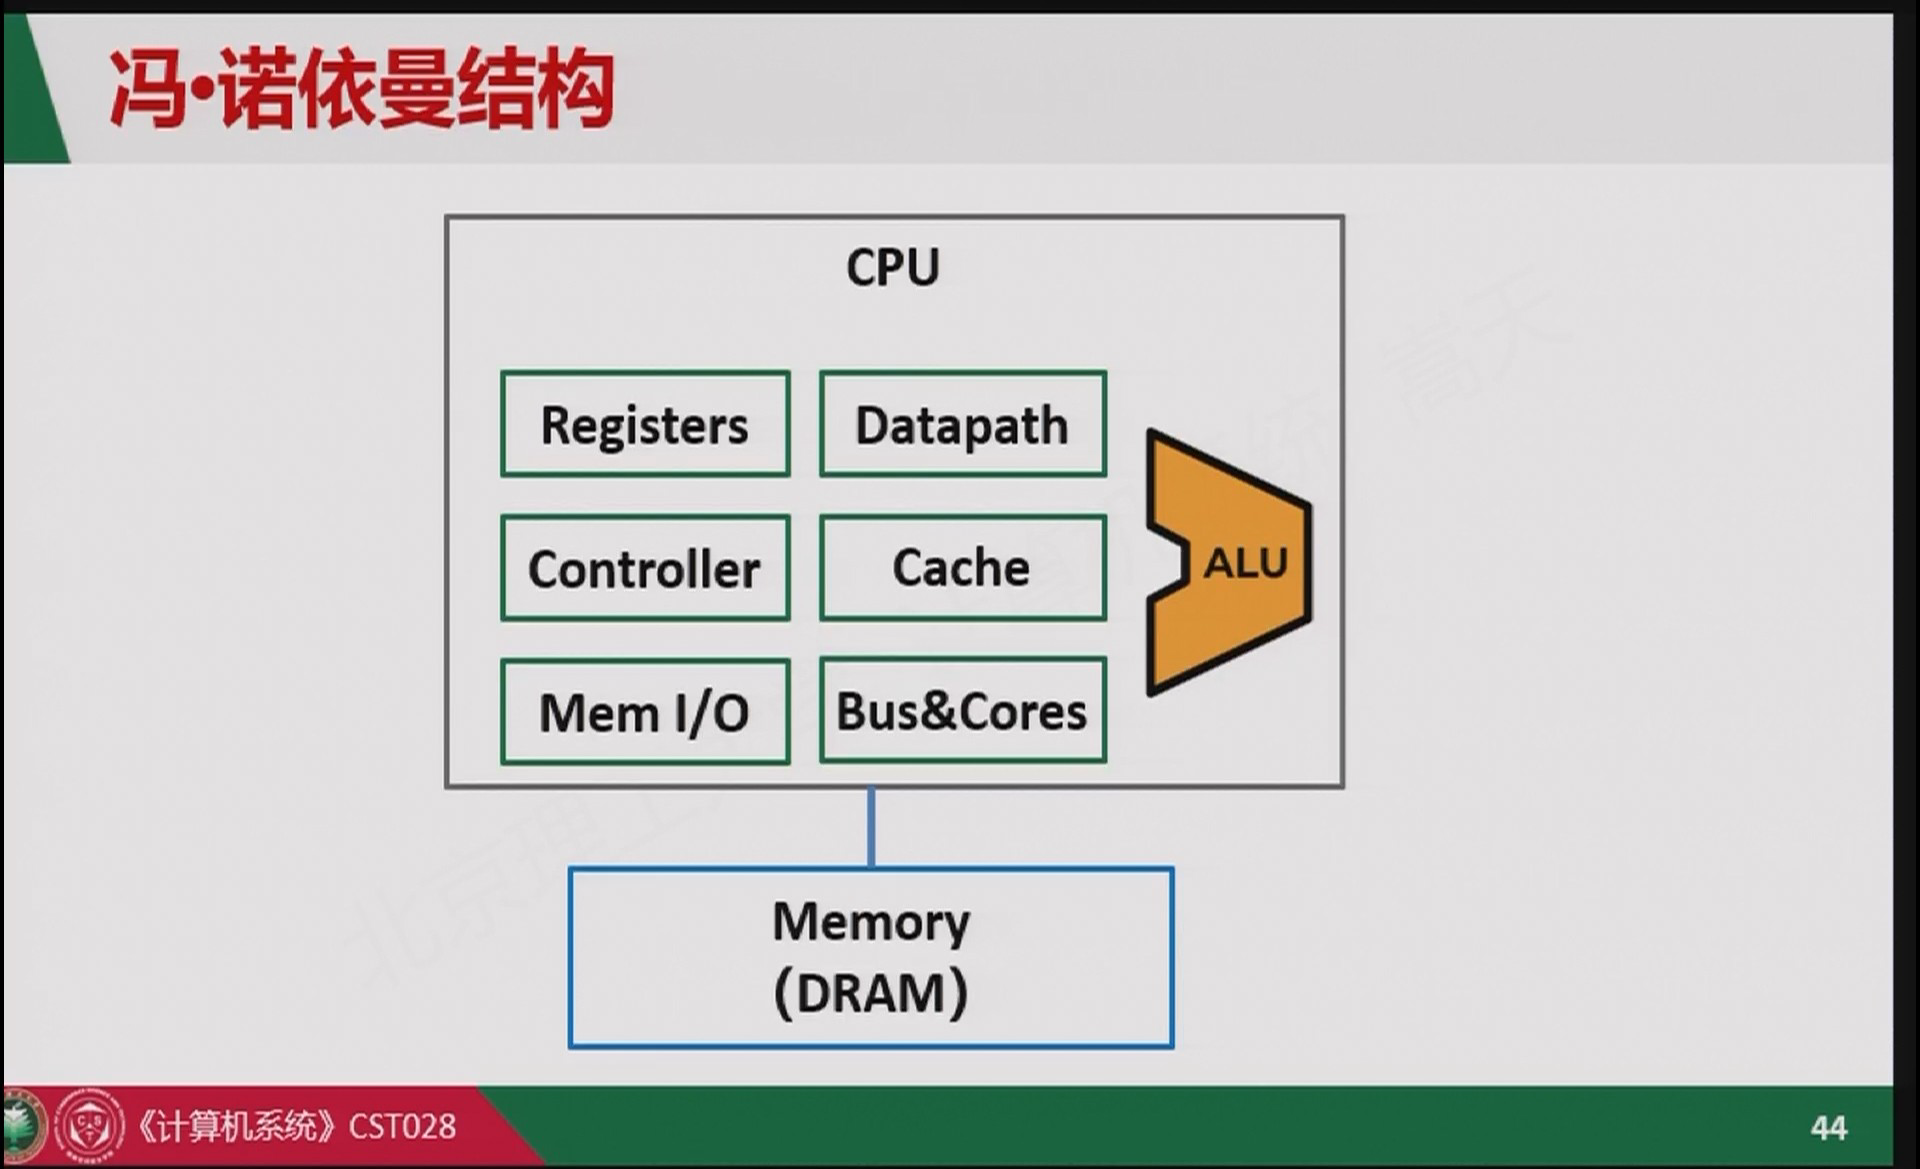 冯•诺依曼结构
CPU
Registers
Datapath
Controller
Cache
ALU
Mem I/O
Bus&Cores
Memory
(DRAM)
《计算机系统》CST028
44